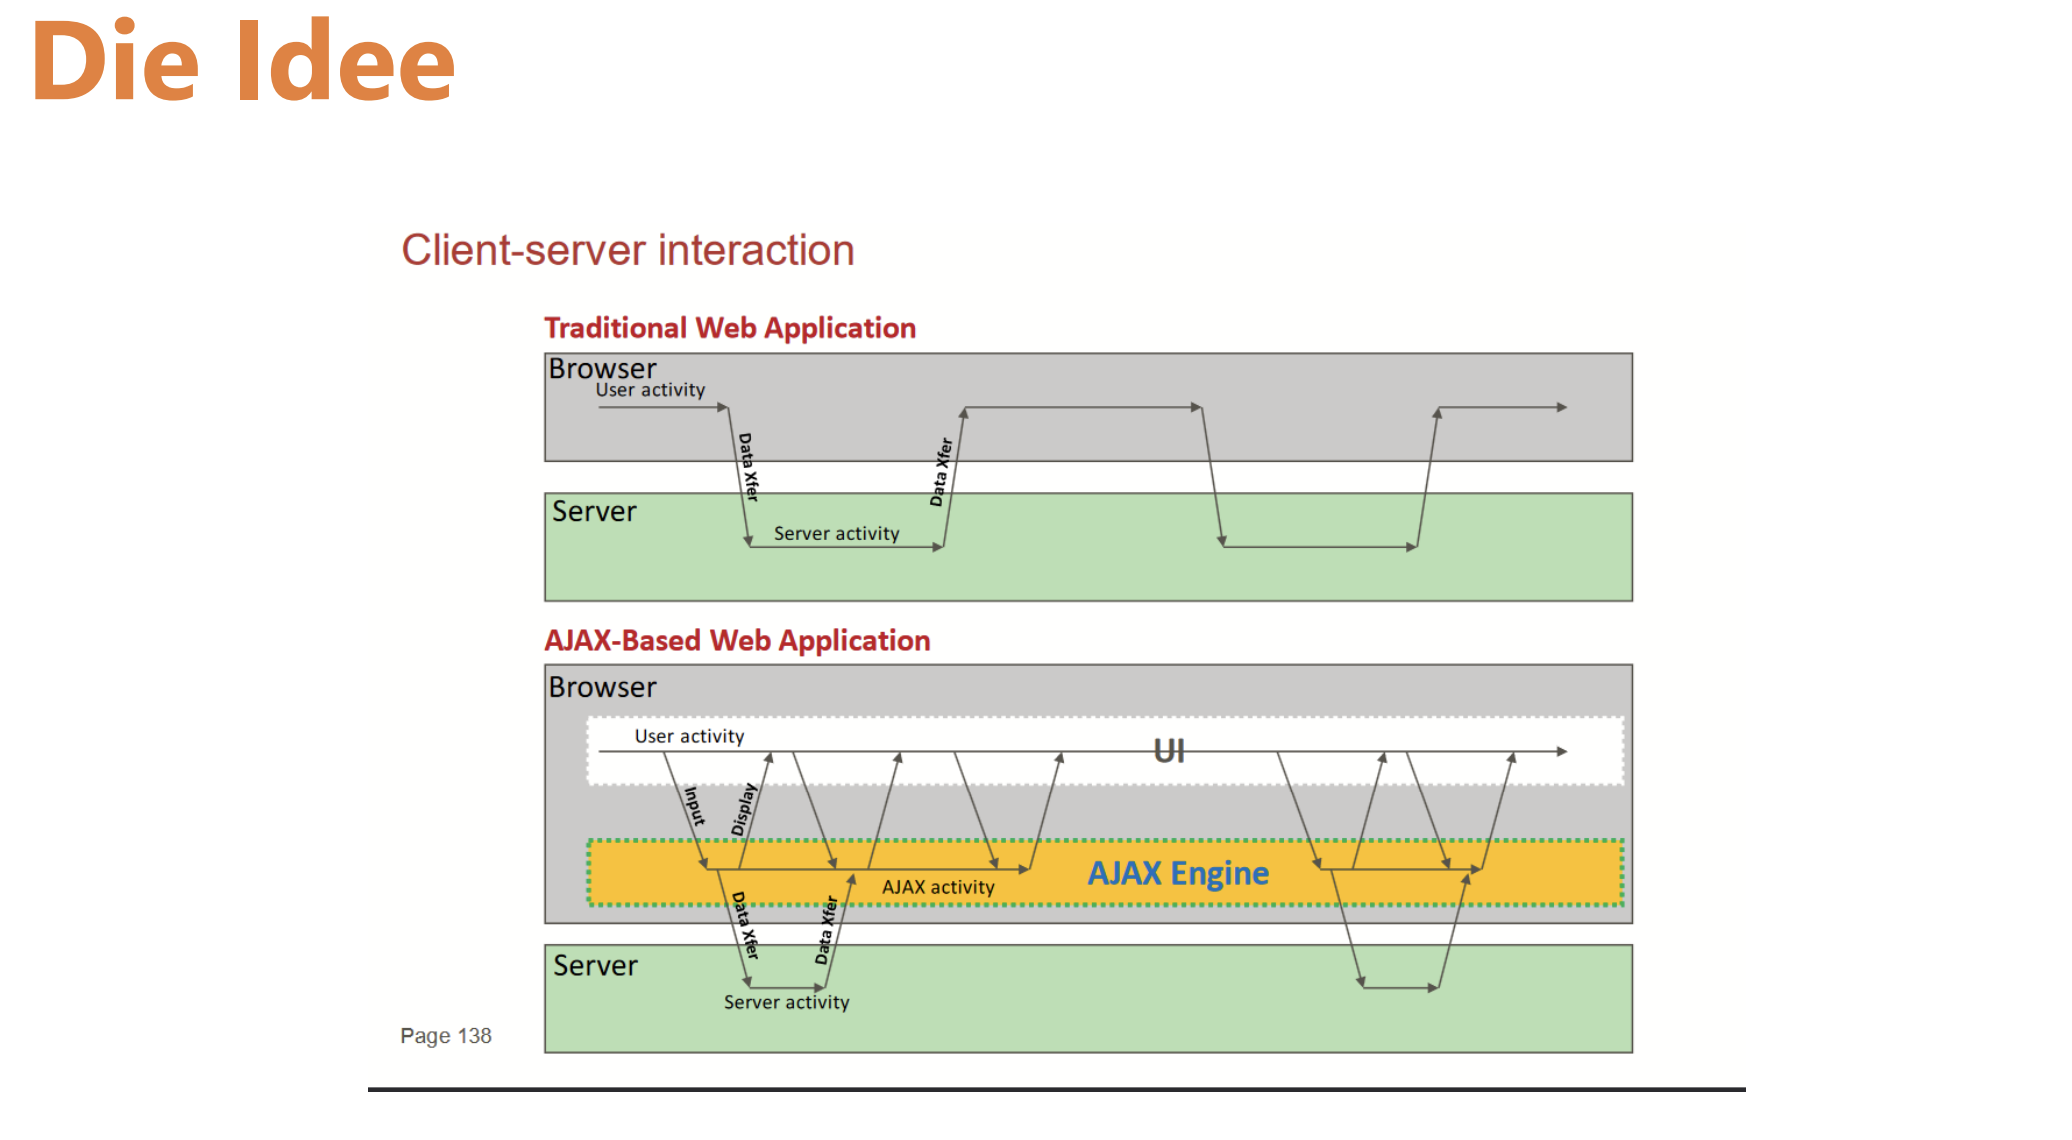 Die Idee
Client-server interaction
Traditional Web Application
Browser
User activity
Data Xfer
Data Xfer
Server
Server activity
AJAX-Based Web Application
Browser
User activity
UI
Input
Display
AJAX Engine
AJAX activity
Data Xfer
Data Xfer
Server
Server activity
Page 138